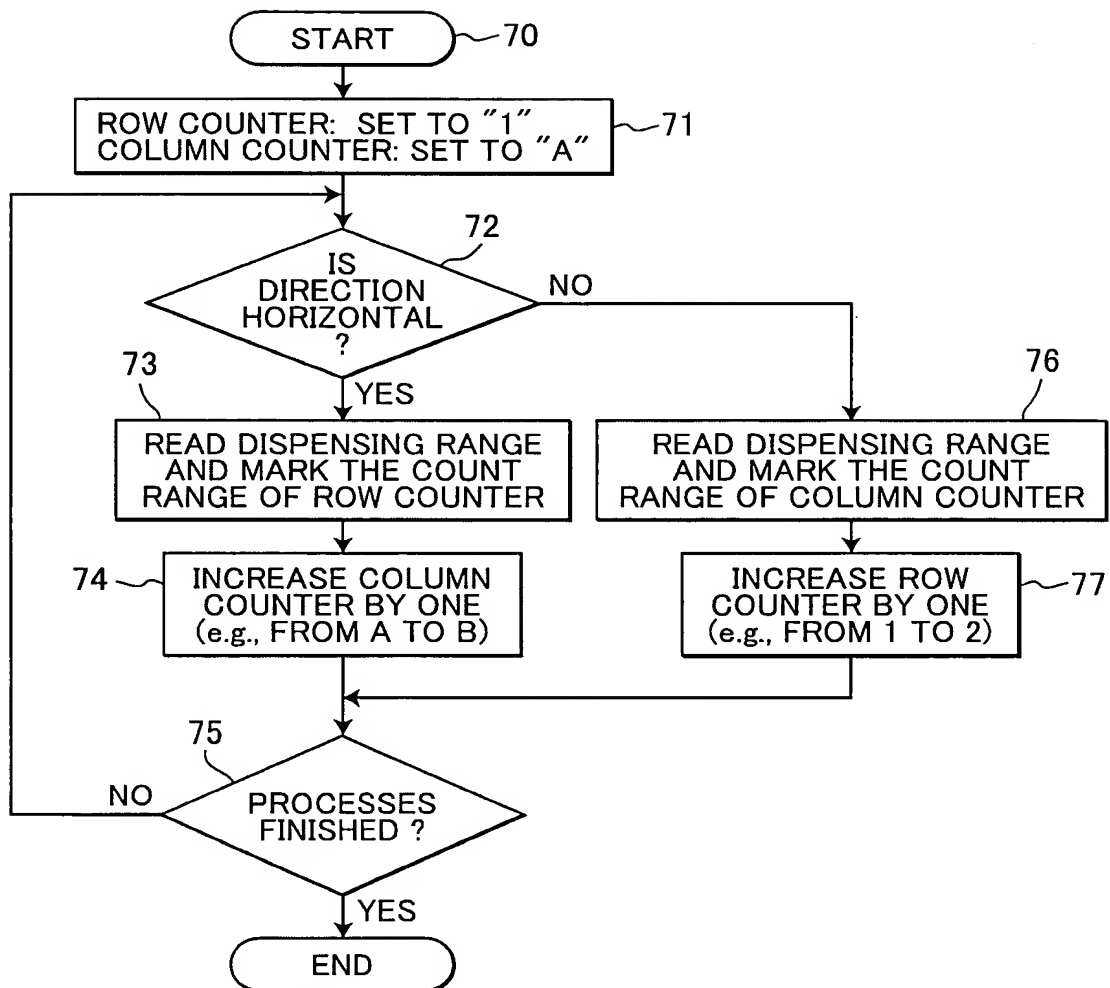 START
70
ROW COUNTER: SET TO "1"
COLUMN COUNTER: SET TO "A"
71
72
IS
DIRECTION
HORIZONTAL
?
NO
YES
73
READ DISPENSING RANGE
AND MARK THE COUNT
RANGE OF ROW COUNTER
76
READ DISPENSING RANGE
AND MARK THE COUNT
RANGE OF COLUMN COUNTER
74
INCREASE COLUMN
COUNTER BY ONE
(e.g., FROM A TO B)
INCREASE ROW
COUNTER BY ONE
(e.g., FROM 1 TO 2)
77
75
PROCESSES
FINISHED ?
NO
YES
END